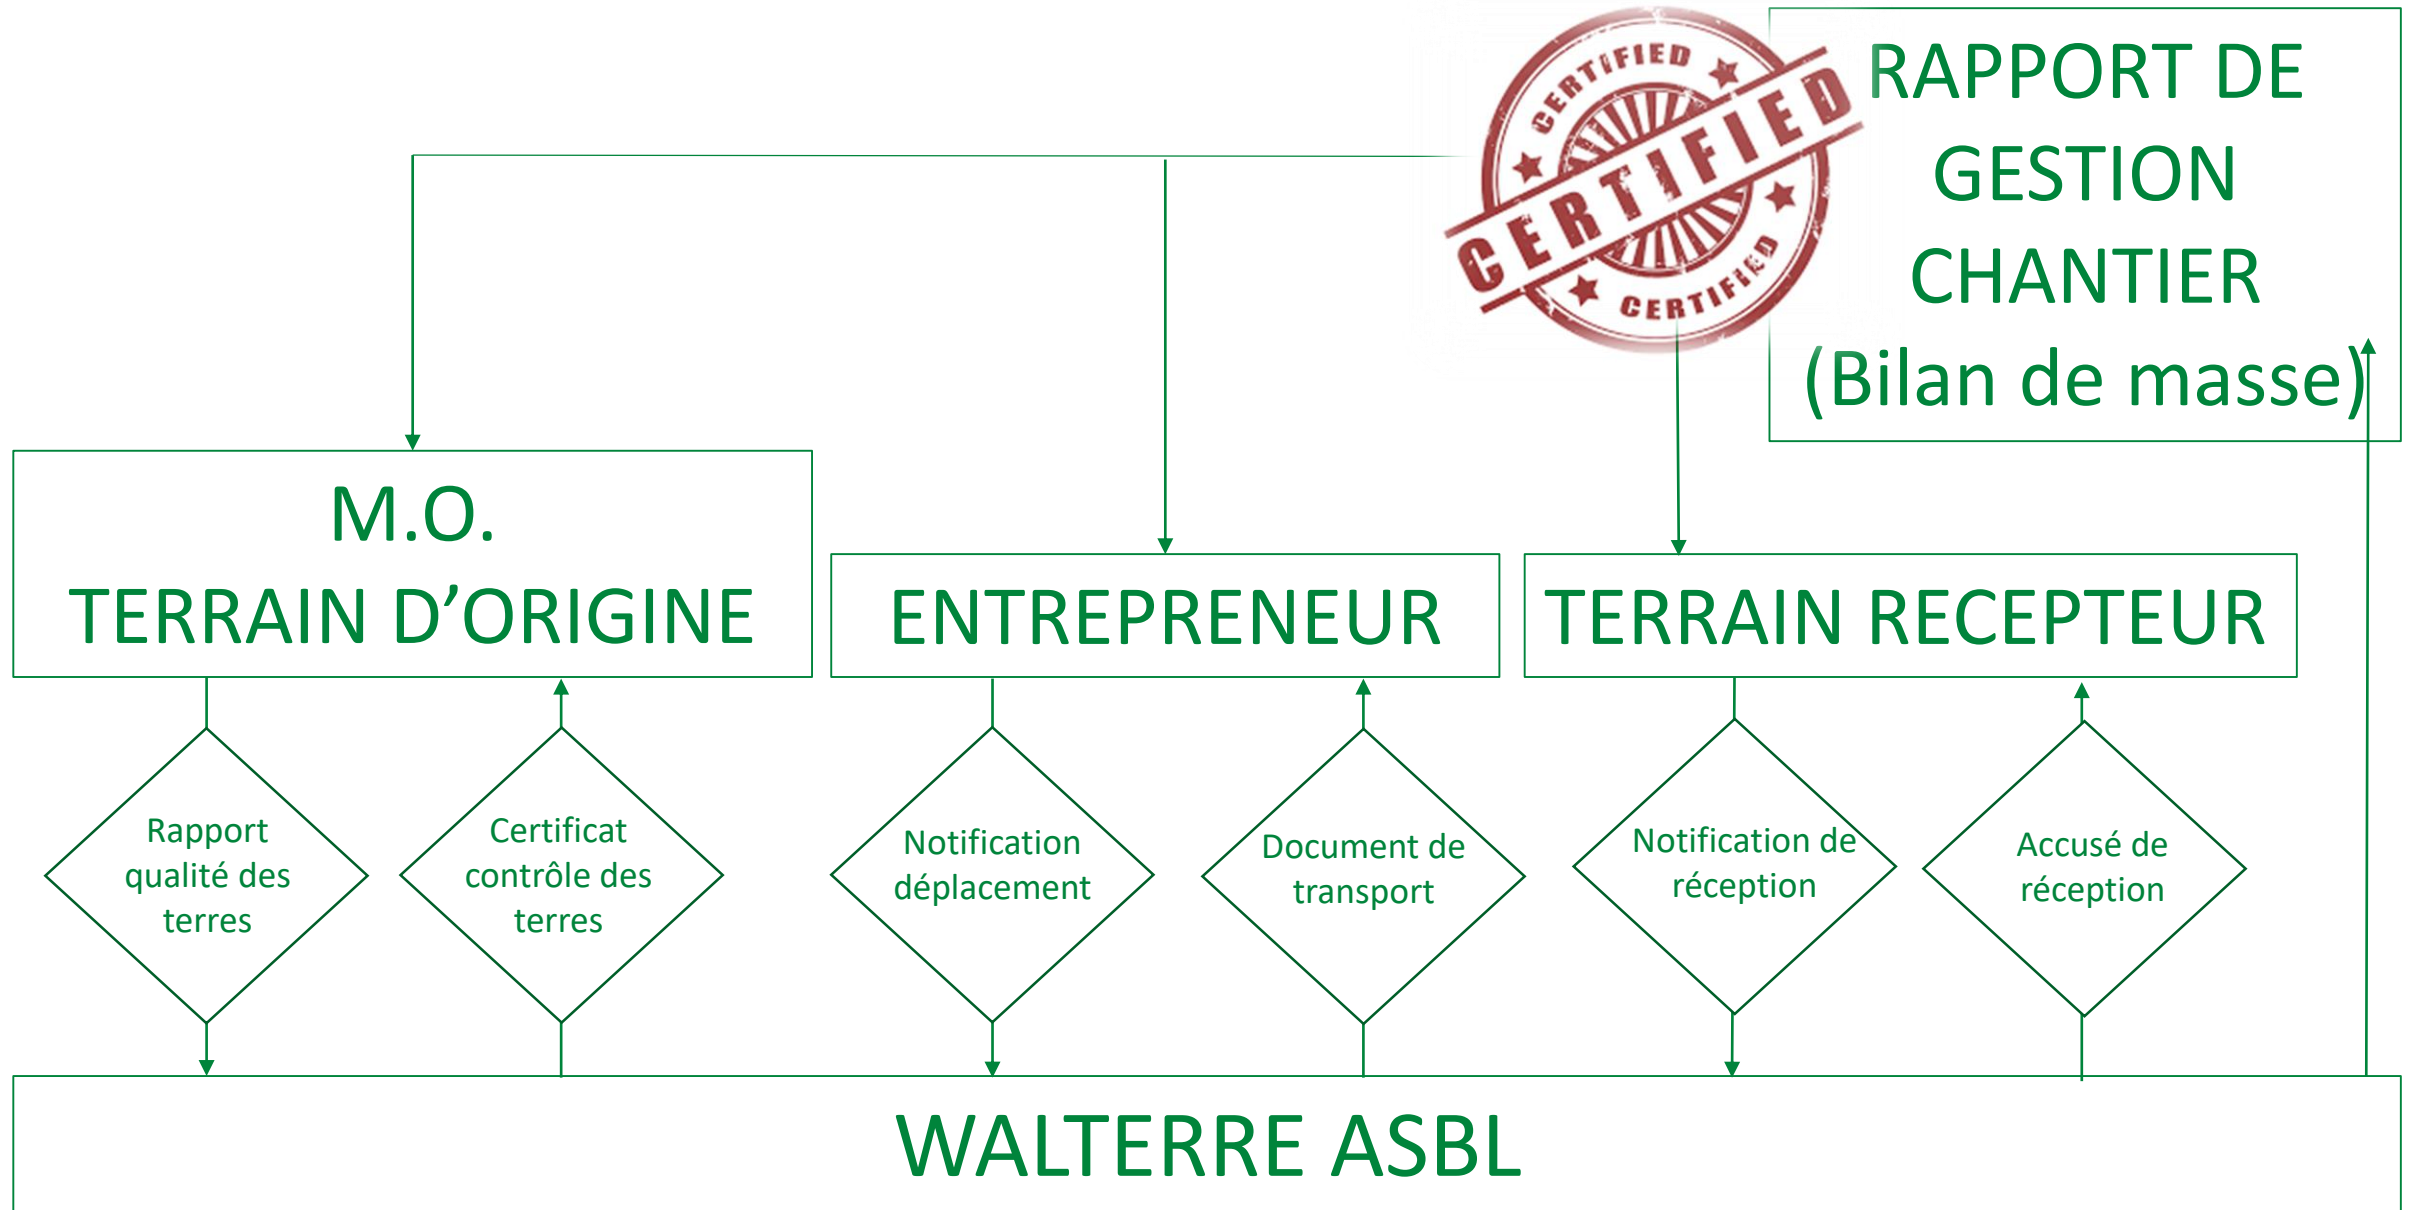 CERTIFIED
CERTIFIED
CERTIFIED
RAPPORT DE
GESTION
CHANTIER
(Bilan de masse)
M.O.
TERRAIN D’ORIGINE
ENTREPRENEUR
TERRAIN RECEPTEUR
Rapport
qualité des
terres
Certificat
contrôle des
terres
Notification
déplacement
Document de
transport
Notification de
réception
Accusé de
réception
WALTERRE ASBL